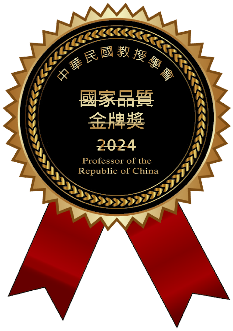 中華民國教授學會
國家品質
金牌獎
2024
Professor of the
Republic of China